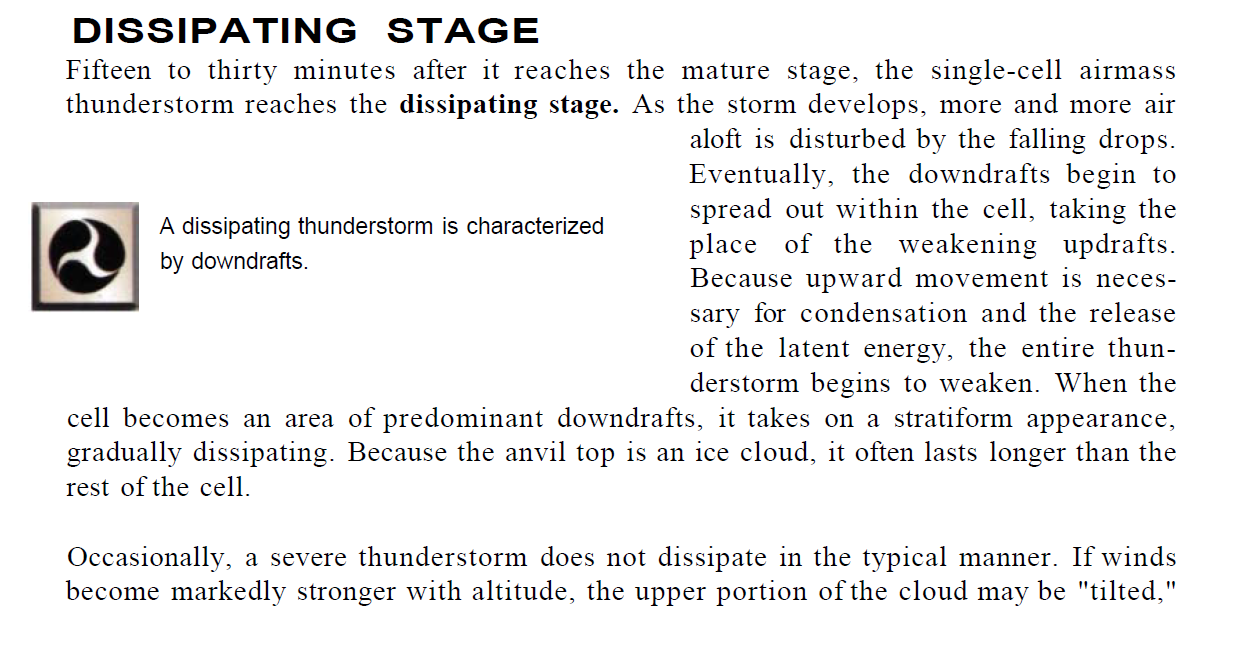 DISSIPATING STAGE
Fifteen to thirty minutes after it reaches the mature stage, the single-cell airmass
thunderstorm reaches the dissipating stage. As the storm develops, more and more air
aloft is disturbed by the falling drops.
Eventually, the downdrafts begin to
spread out within the cell, taking the
place of the weakening updrafts.
Because upward movement is neces-
sary for condensation and the release
of the latent energy, the entire thun-
derstorm begins to weaken. When the
A dissipating thunderstorm is characterized
by downdrafts.
cell becomes an area of predominant downdrafts, it takes on a stratiform appearance,
gradually dissipating. Because the anvil top is an ice cloud, it often lasts longer than the
rest of the cell.
Occasionally, a severe thunderstorm does not dissipate in the typical manner. If winds
become markedly stronger with altitude, the upper portion of the cloud may be "tilted,"